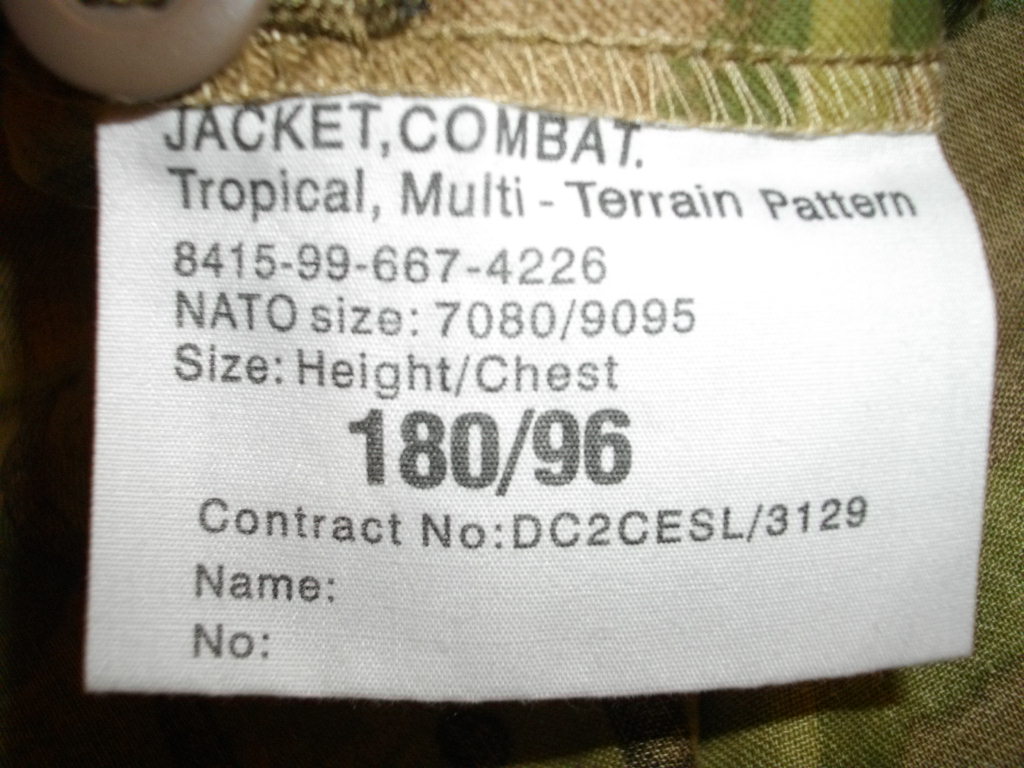 JACKET,COMBAT.
Tropical, Multi - Terrain Pattern
8415-99-667-4226
NATO size: 7080/9095
Size: Height/Chest
180/96
Contract No:DC2CESL/3129
Name:
No: